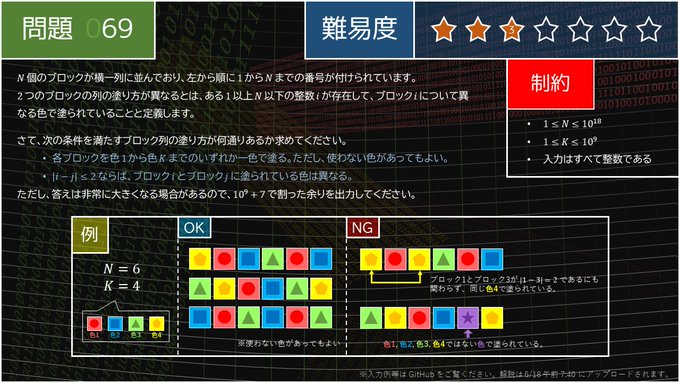 問題 069
難易度
5
制約
N 個のブロックが横一列に並んでおり、左から順に 1 から N までの番号が付けられています。
2 つのブロックの列の塗り方が異なるとは、ある 1 以上 N 以下の整数 i が存在して、ブロック i について異
なる色で塗られていることと定義します。
さて、次の条件を満たすブロック列の塗り方が何通りあるか求めてください。
• 各ブロックを色 1 から色 K までのいずれか一色で塗る。ただし、使わない色があってもよい。
• |i − j| ≤ 2 ならば、ブロック i とブロック j に塗られている色は異なる。
ただし、答えは非常に大きくなる場合があるので、10⁹ + 7 で割った余りを出力してください。
• 1 ≤ N ≤ 10¹⁸
• 1 ≤ K ≤ 10⁹
• 入力はすべて整数である
例
N = 6
K = 4
色1 色2 色3 色4
OK
※使わない色があってもよい
NG
ブロック1とブロック3が |1 − 3| = 2 であるにも
関わらず、同じ色4で塗られている。
色1, 色2, 色3, 色4ではない色で塗られている。
※入力例等は GitHub をご覧ください。解説は 6/18 午前 7:40 にアップロードされます。